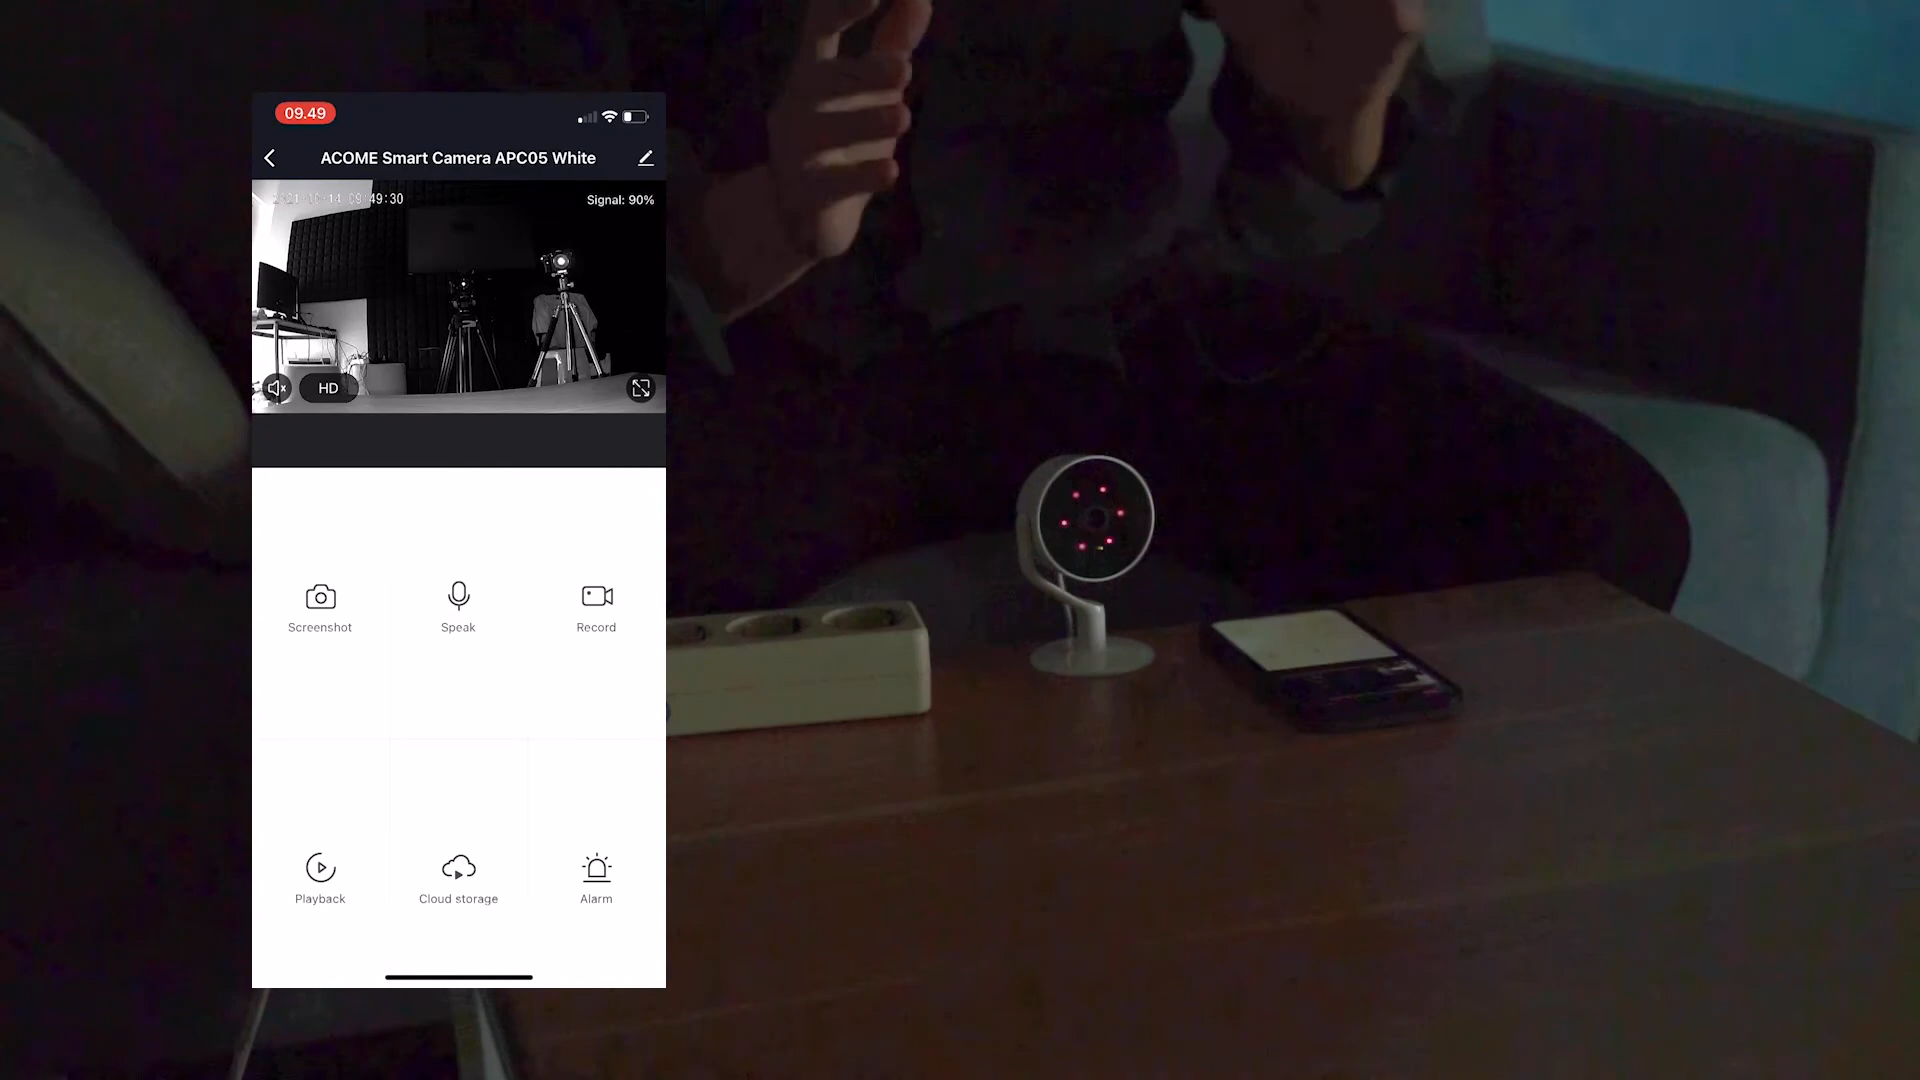 09.49
ACOME Smart Camera APC05 White
09:49:30
Signal: 90%
HD
Screenshot
Speak
Record
Playback
Cloud storage
Alarm